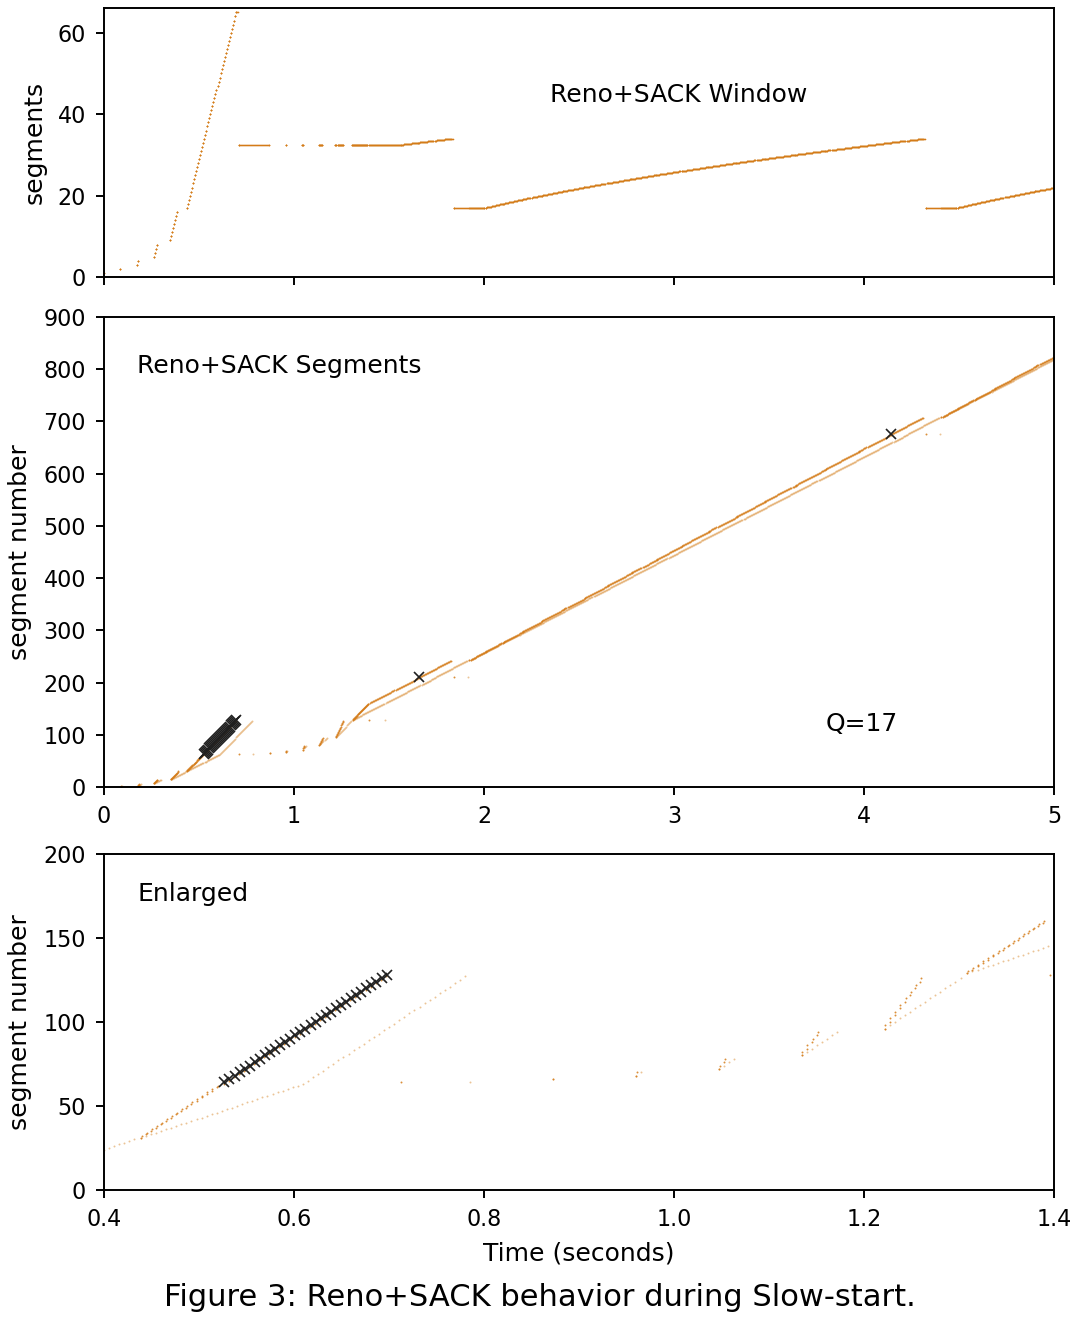 60
40
20
0
segments
Reno+SACK Window
900
800
700
600
500
400
300
200
100
0
segment number
Reno+SACK Segments
Q=17
0 1 2 3 4 5
200
150
100
50
0
segment number
Enlarged
0.4 0.6 0.8 1.0 1.2 1.4
Time (seconds)
Figure 3: Reno+SACK behavior during Slow-start.